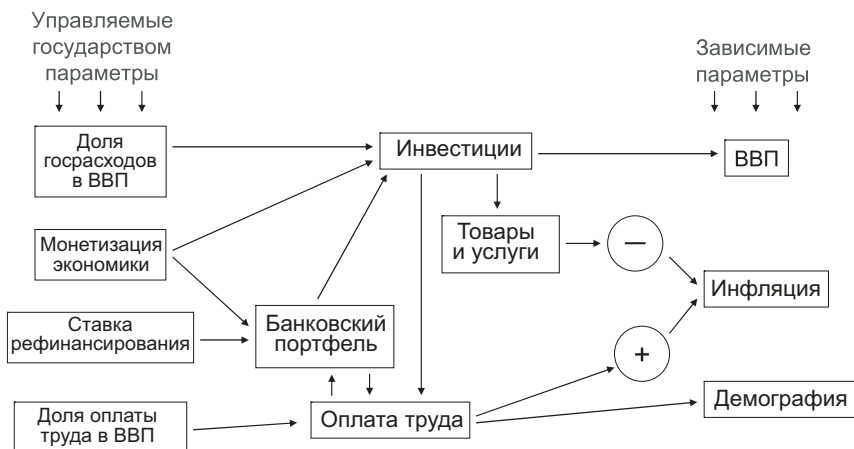 Управляемые
государством
параметры
Зависимые
параметры
Доля
госрасходов
в ВВП
Инвестиции
ВВП
Монетизация
экономики
Товары
и услуги
−
Инфляция
Ставка
рефинансирования
Банковский
портфель
+
Доля оплаты
труда в ВВП
Оплата труда
Демография